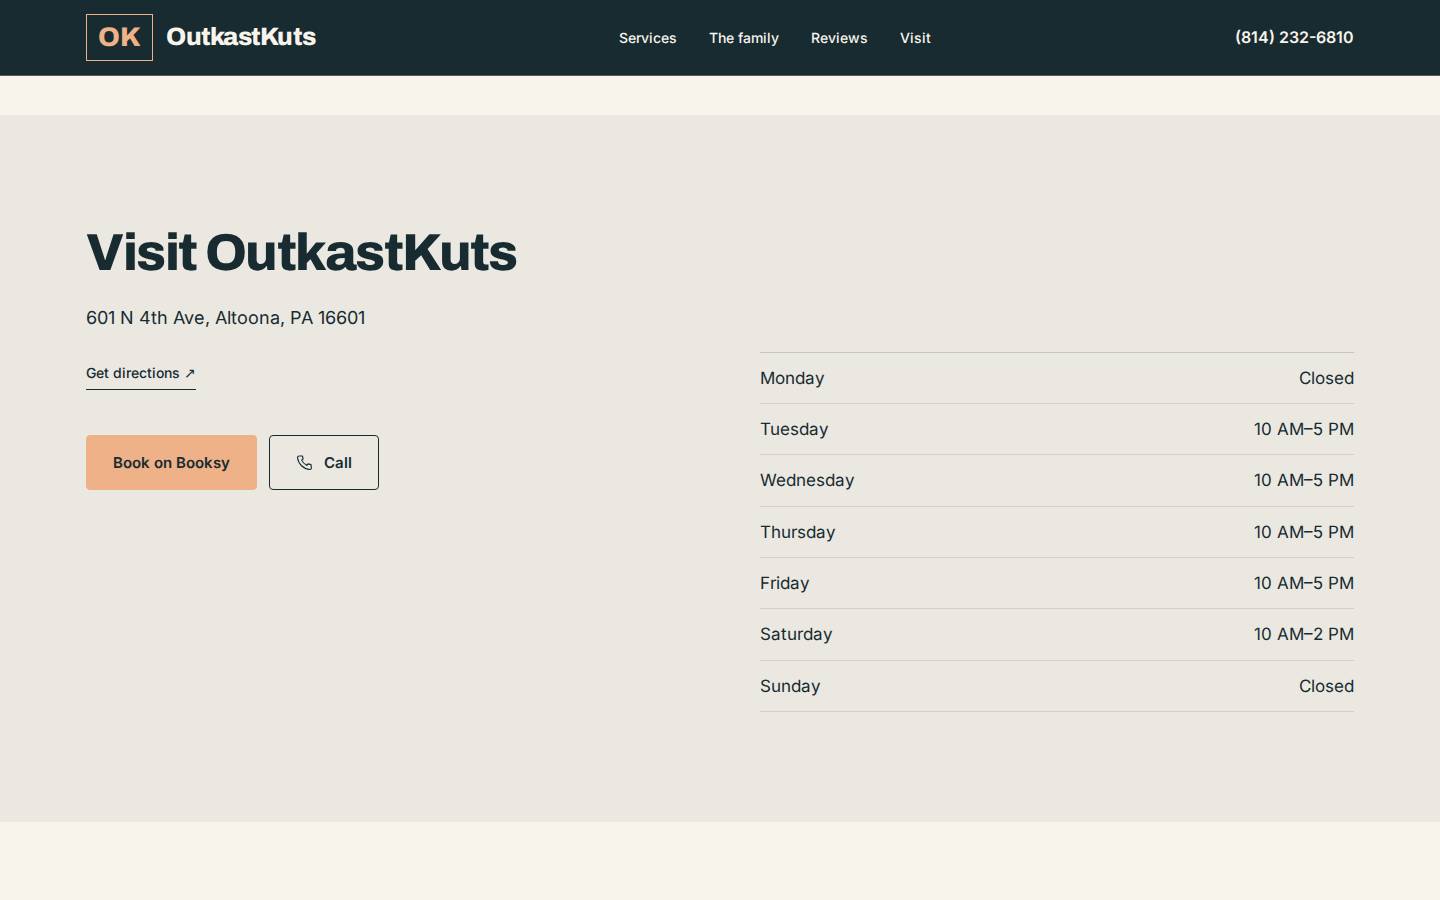 OK OutkastKuts Services The family Reviews Visit (814) 232-6810
Visit OutkastKuts
601 N 4th Ave, Altoona, PA 16601
Get directions ↗
Book on Booksy Call
Monday Closed
Tuesday 10 AM–5 PM
Wednesday 10 AM–5 PM
Thursday 10 AM–5 PM
Friday 10 AM–5 PM
Saturday 10 AM–2 PM
Sunday Closed